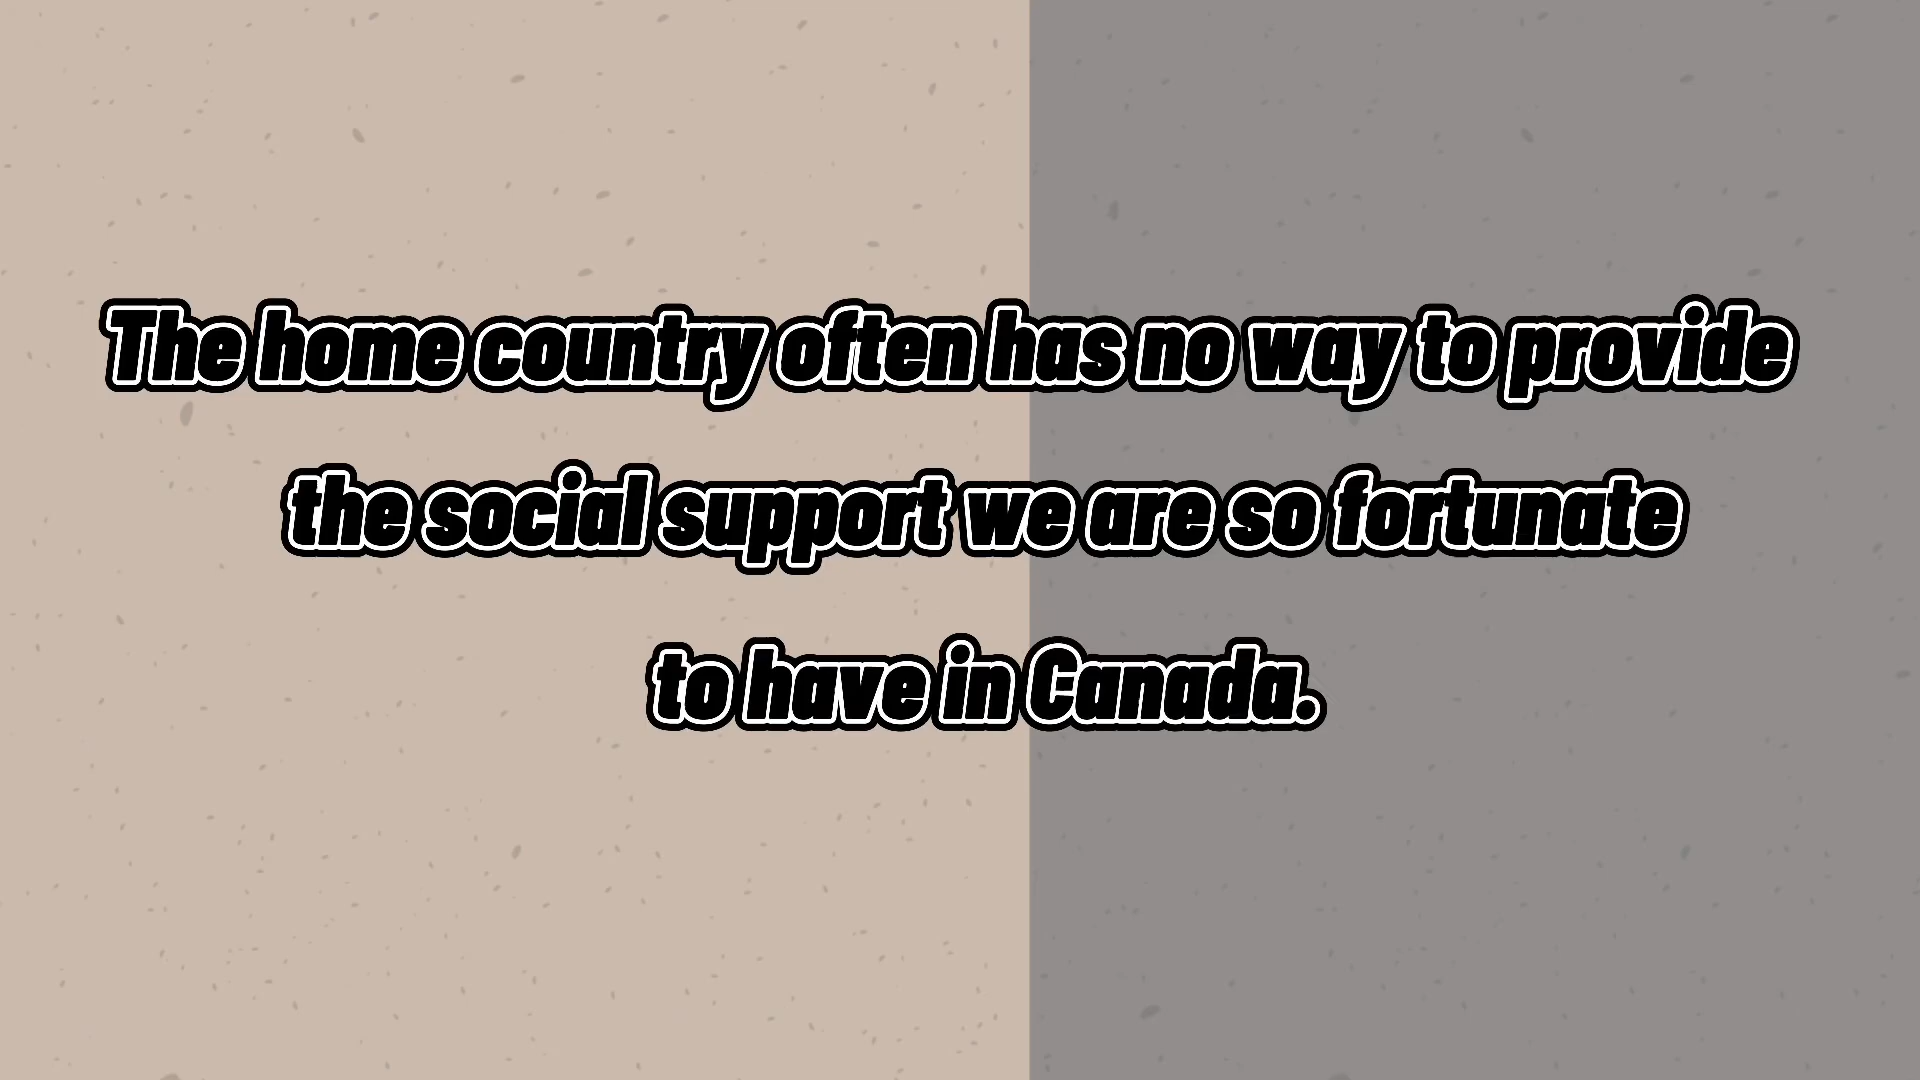 The home country often has no way to provide
the social support we are so fortunate
to have in Canada.